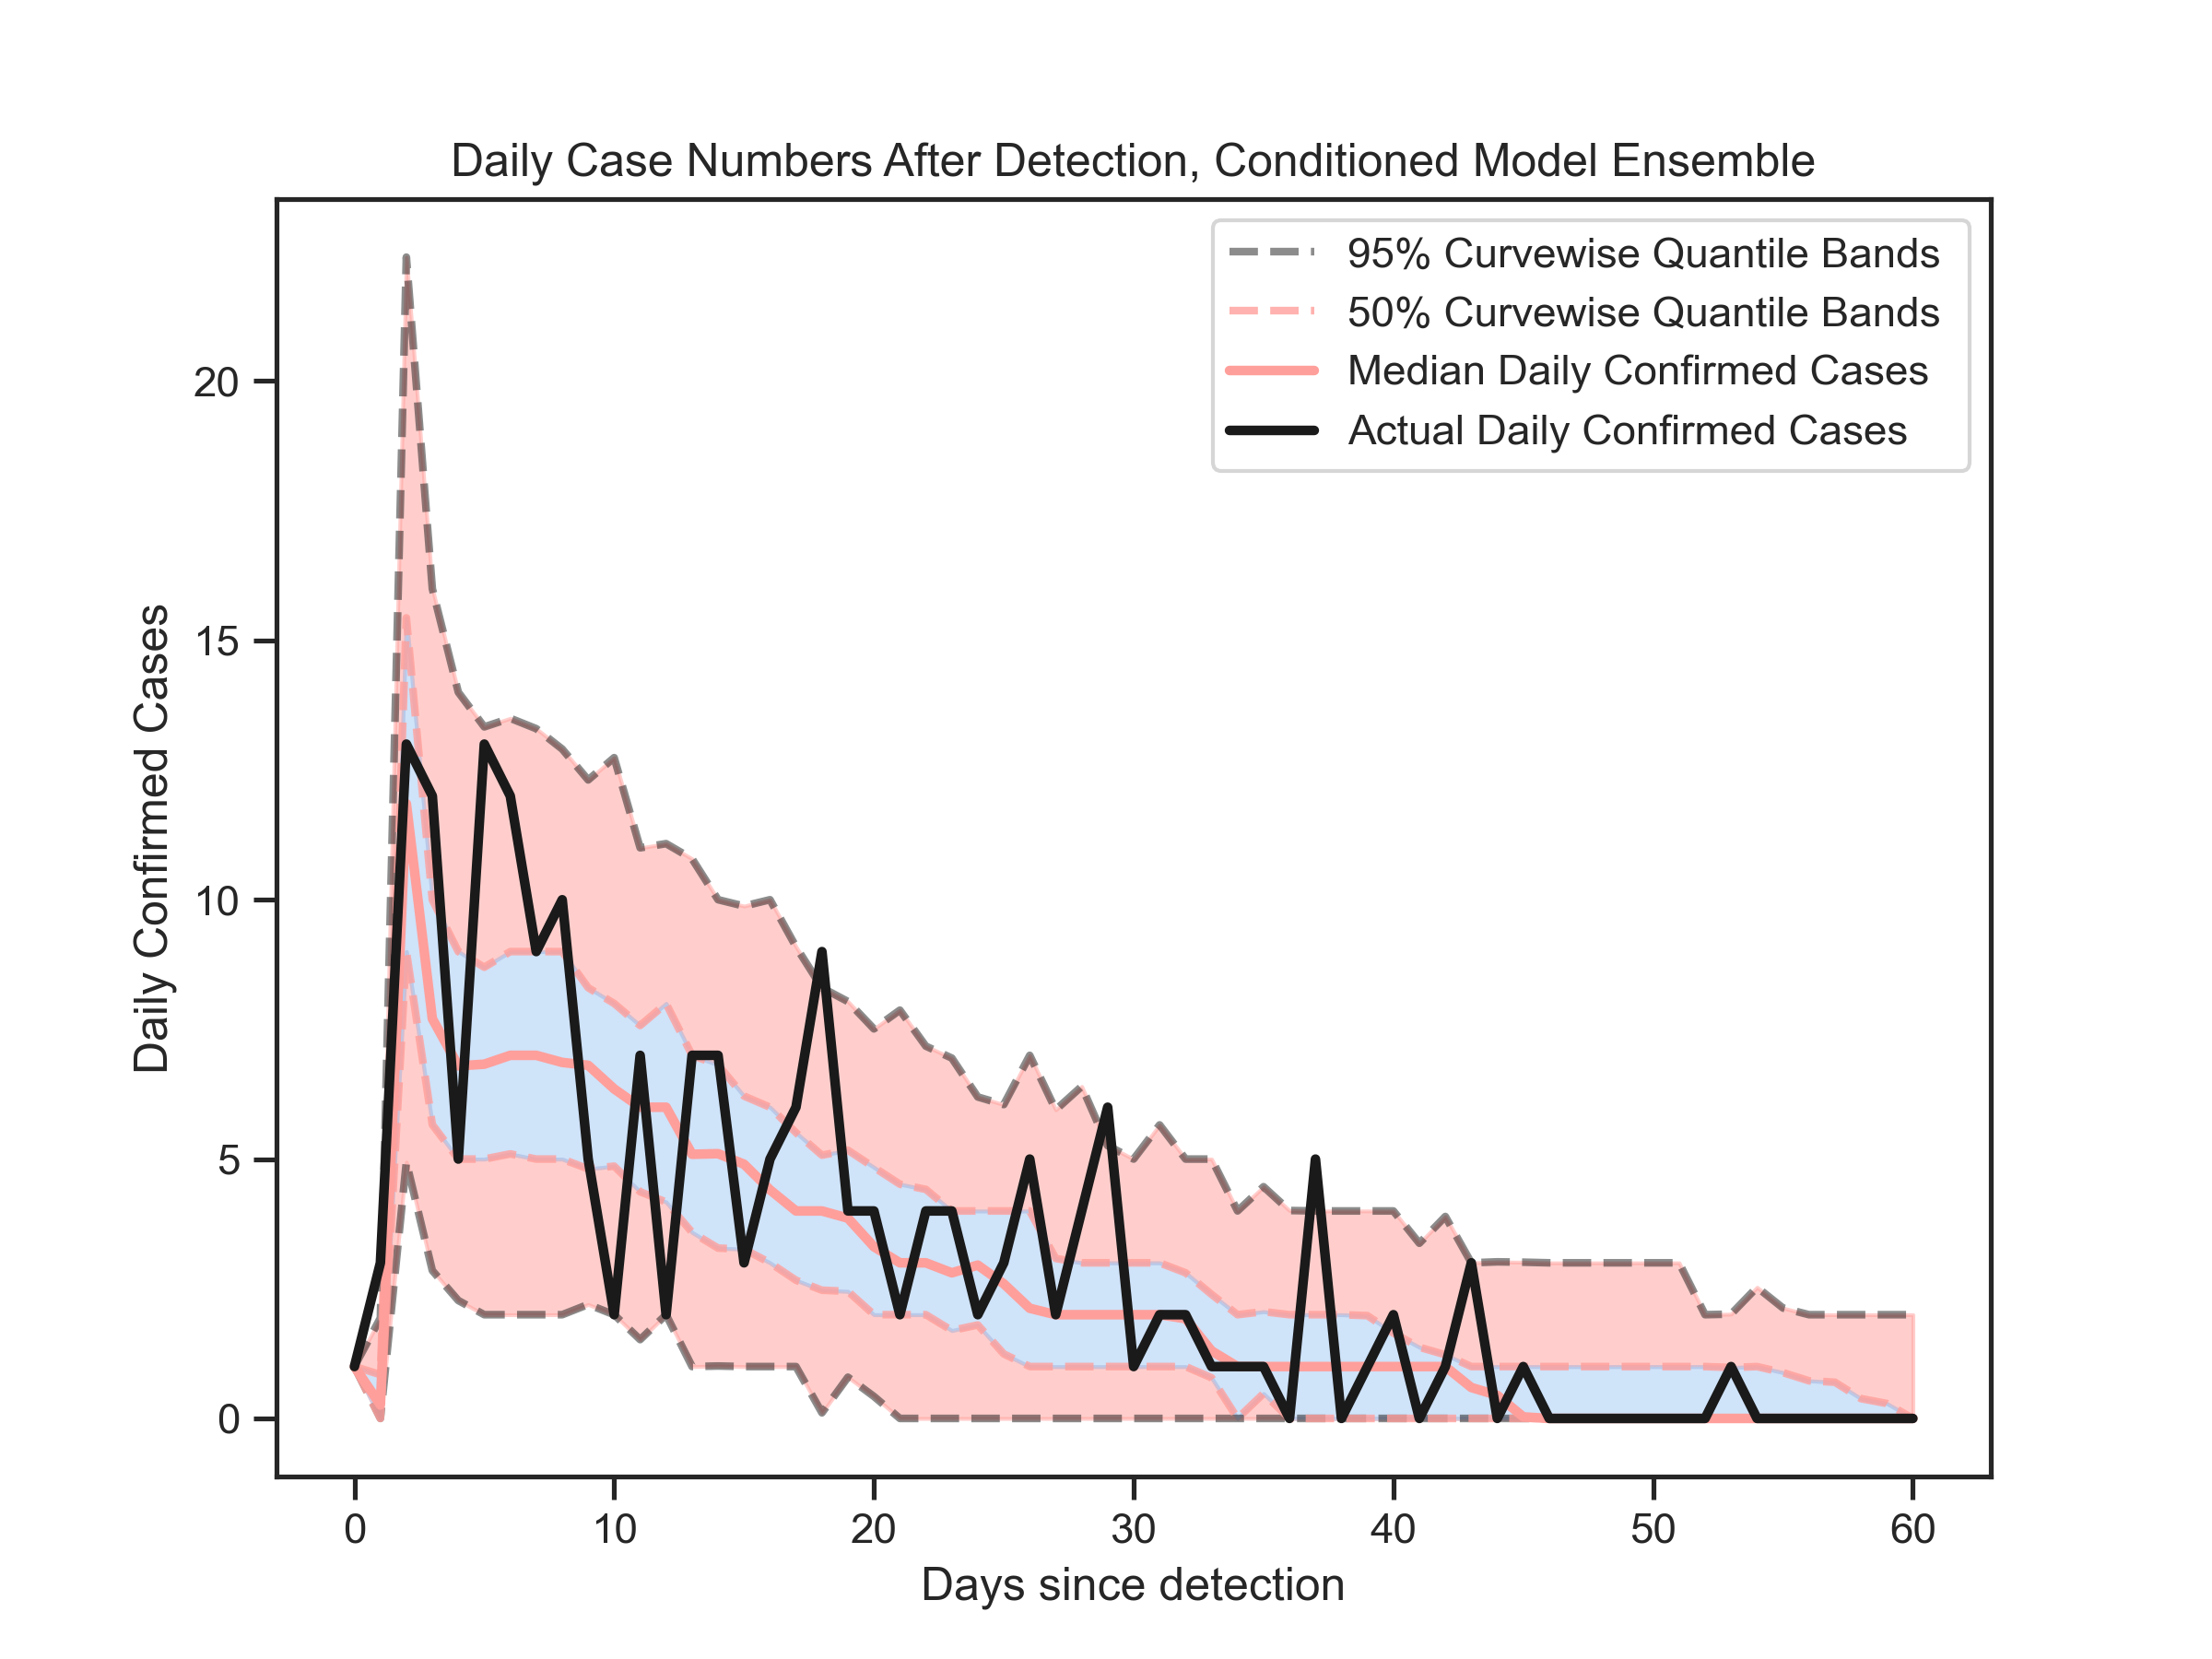 Daily Case Numbers After Detection, Conditioned Model Ensemble
95% Curvewise Quantile Bands
50% Curvewise Quantile Bands
Median Daily Confirmed Cases
Actual Daily Confirmed Cases
Daily Confirmed Cases
20
15
10
5
0
0 10 20 30 40 50 60
Days since detection